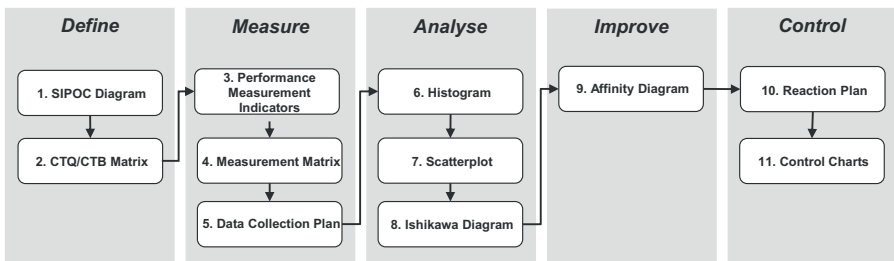 Define
1. SIPOC Diagram
2. CTQ/CTB Matrix
Measure
3. Performance
Measurement
Indicators
4. Measurement Matrix
5. Data Collection Plan
Analyse
6. Histogram
7. Scatterplot
8. Ishikawa Diagram
Improve
9. Affinity Diagram
Control
10. Reaction Plan
11. Control Charts